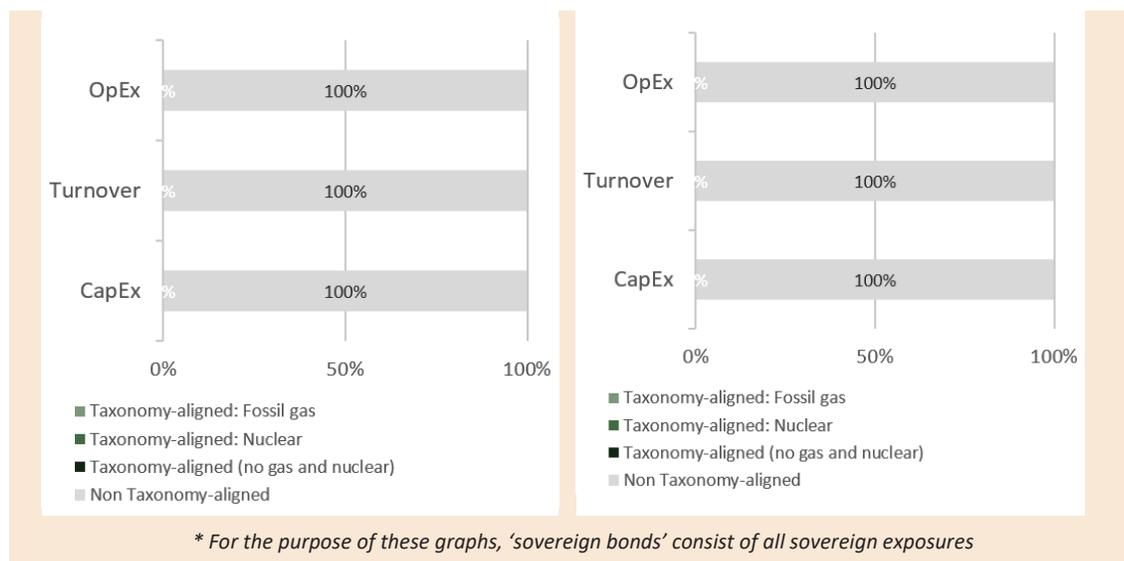 OpEx
%
100%
Turnover
%
100%
CapEx
%
100%
0%
50%
100%
Taxonomy-aligned: Fossil gas
Taxonomy-aligned: Nuclear
Taxonomy-aligned (no gas and nuclear)
Non Taxonomy-aligned
OpEx
%
100%
Turnover
%
100%
CapEx
%
100%
0%
50%
100%
Taxonomy-aligned: Fossil gas
Taxonomy-aligned: Nuclear
Taxonomy-aligned (no gas and nuclear)
Non Taxonomy-aligned
* For the purpose of these graphs, ‘sovereign bonds’ consist of all sovereign exposures